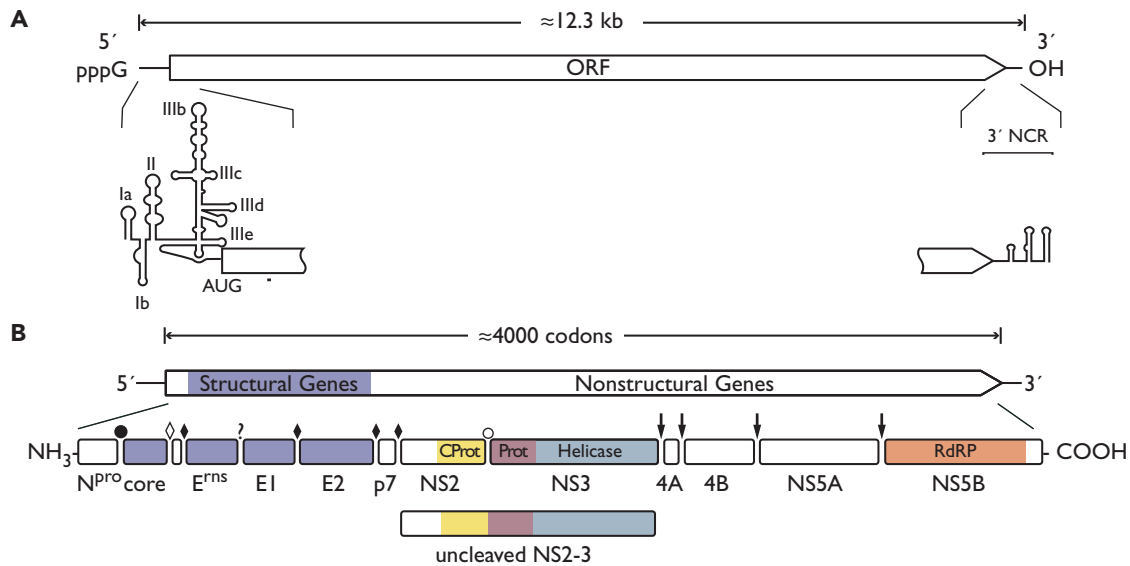 A
≈12.3 kb
5´
3´
pppG
ORF
OH
IIIb
3´ NCR
II
IIIc
Ia
IIId
IIIe
Ib
AUG
B
≈4000 codons
5´
Structural Genes
Nonstructural Genes
3´
?
NH3
CProt
Prot
Helicase
RdRP
COOH
Npro
core
Erns
E1
E2
p7
NS2
NS3
4A
4B
NS5A
NS5B
uncleaved NS2-3